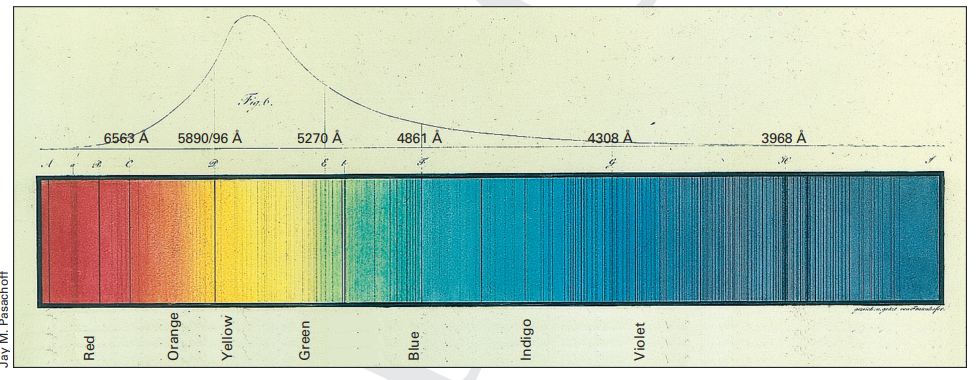 Fig. 6.
6563 Å 5890/96 Å 5270 Å 4861 Å 4308 Å 3968 Å
A a B C D E b F G H I
Red Orange Yellow Green Blue Indigo Violet
Jay M. Pasachoff